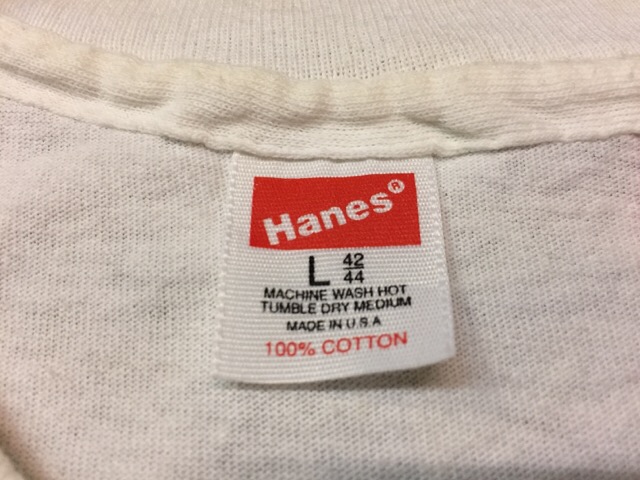 Hanes®
L 42/44
MACHINE WASH HOT
TUMBLE DRY MEDIUM
MADE IN U.S.A
100% COTTON